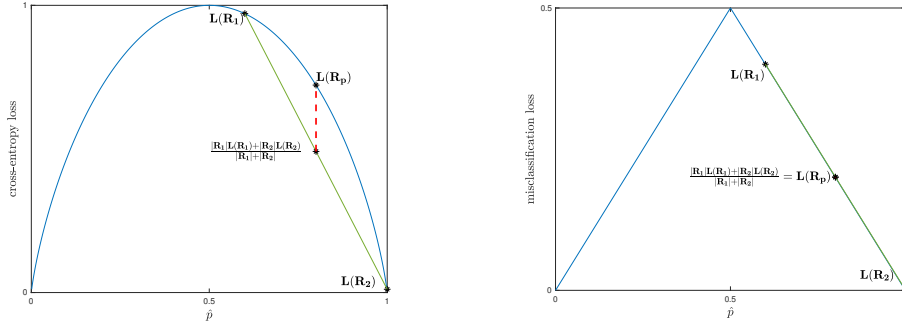 1
L(R₁)
L(Rₚ)
|R₁|L(R₁)+|R₂|L(R₂)
|R₁|+|R₂|
L(R₂)
cross-entropy loss
0
0
0.5
1
p̂
0.5
L(R₁)
|R₁|L(R₁)+|R₂|L(R₂)
|R₁|+|R₂|
= L(Rₚ)
L(R₂)
misclassification loss
0
0
0.5
p̂